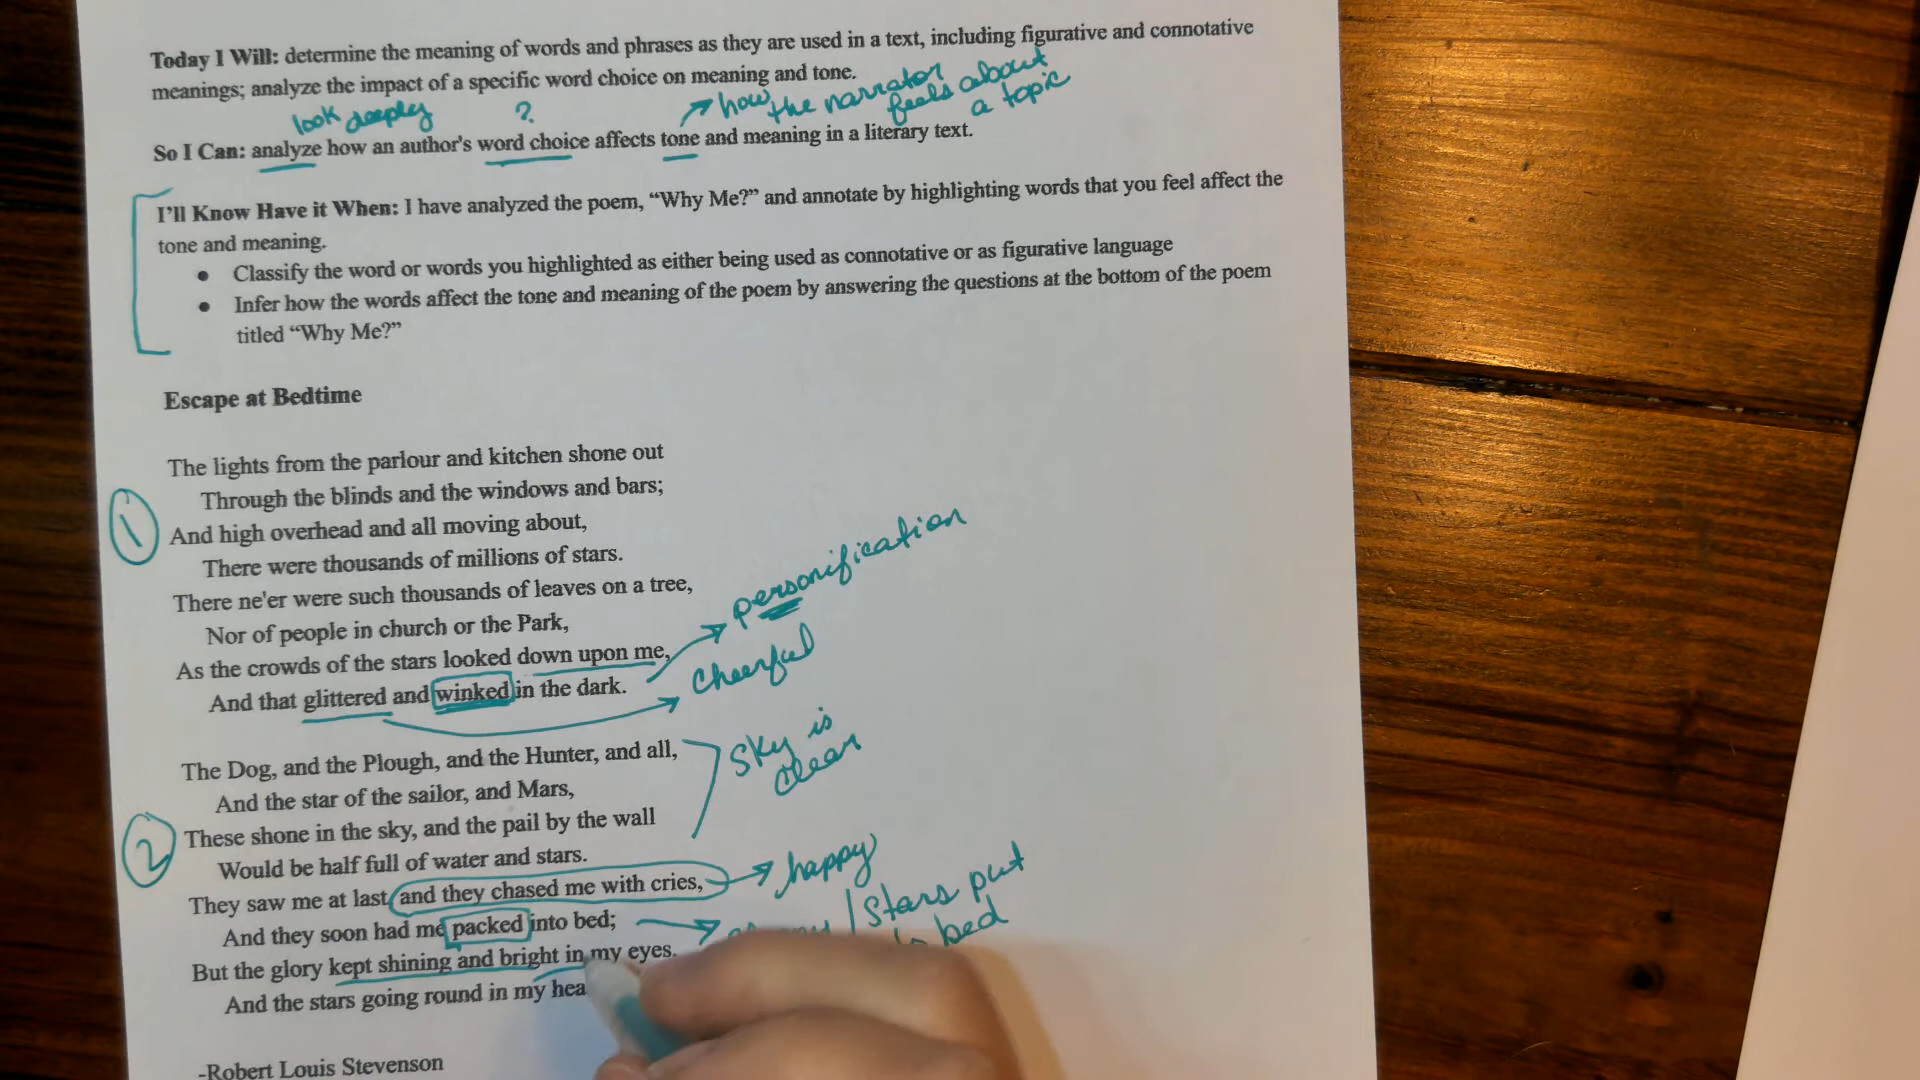 Today I Will: determine the meaning of words and phrases as they are used in a text, including figurative and connotative
meanings; analyze the impact of a specific word choice on meaning and tone.
look deeply
?
how the narrator
feels about
a topic
So I Can: analyze how an author's word choice affects tone and meaning in a literary text.
I'll Know Have it When: I have analyzed the poem, “Why Me?” and annotate by highlighting words that you feel affect the
tone and meaning.
● Classify the word or words you highlighted as either being used as connotative or as figurative language
● Infer how the words affect the tone and meaning of the poem by answering the questions at the bottom of the poem
titled “Why Me?”
Escape at Bedtime
1
The lights from the parlour and kitchen shone out
Through the blinds and the windows and bars;
And high overhead and all moving about,
There were thousands of millions of stars.
There ne'er were such thousands of leaves on a tree,
Nor of people in church or the Park,
As the crowds of the stars looked down upon me,
And that glittered and winked in the dark.
personification
cheerful
2
The Dog, and the Plough, and the Hunter, and all,
And the star of the sailor, and Mars,
These shone in the sky, and the pail by the wall
Would be half full of water and stars.
They saw me at last, and they chased me with cries,
And they soon had me packed into bed;
But the glory kept shining and bright in my eyes.
And the stars going round in my hea
sky is
clear
happy
/ stars put
bed
-Robert Louis Stevenson